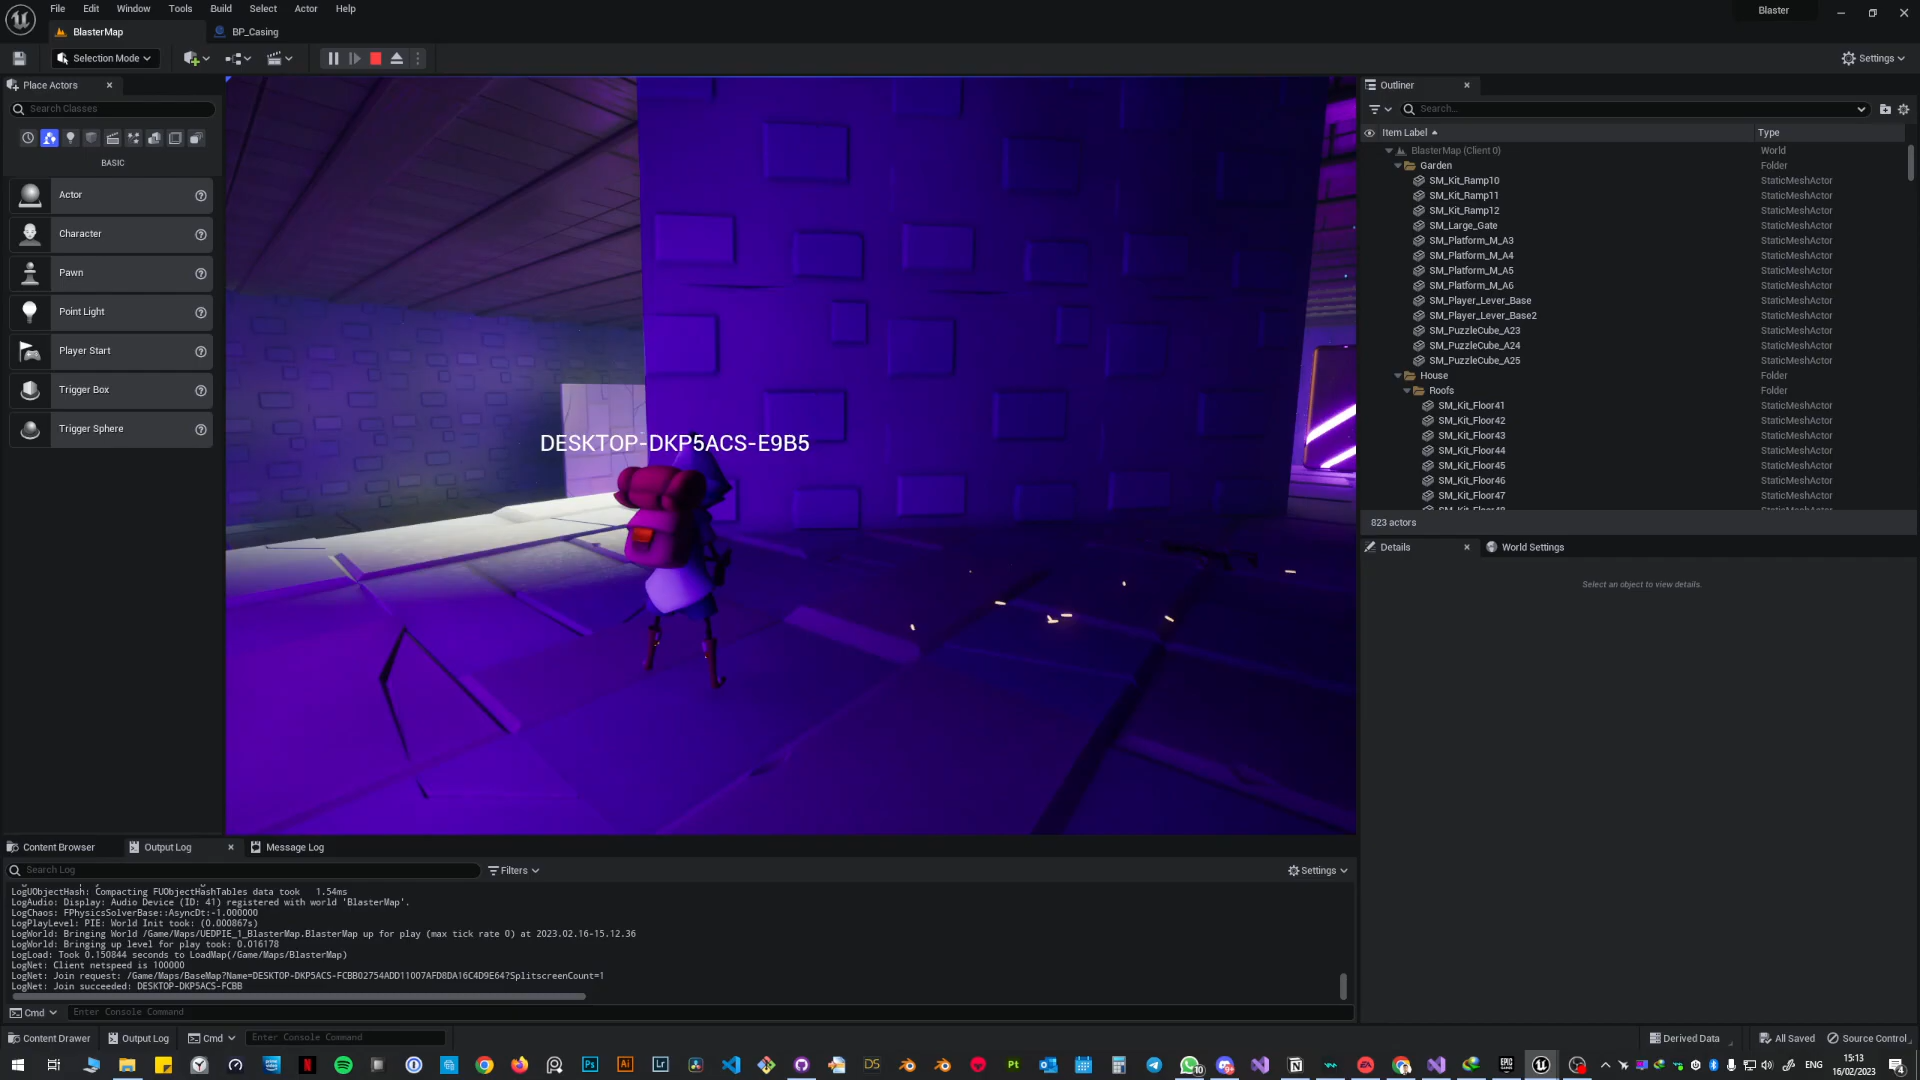 File Edit Window Tools Build Select Actor Help
Blaster
BlasterMap
BP_Casing
Selection Mode
Settings
Place Actors
Search Classes
BASIC
Actor
Character
Pawn
Point Light
Player Start
Trigger Box
Trigger Sphere
DESKTOP-DKP5ACS-E9B5
Outliner
Search...
Item Label Type
BlasterMap (Client 0) World
Garden Folder
SM_Kit_Ramp10 StaticMeshActor
SM_Kit_Ramp11 StaticMeshActor
SM_Kit_Ramp12 StaticMeshActor
SM_Large_Gate StaticMeshActor
SM_Platform_M_A3 StaticMeshActor
SM_Platform_M_A4 StaticMeshActor
SM_Platform_M_A5 StaticMeshActor
SM_Platform_M_A6 StaticMeshActor
SM_Player_Lever_Base StaticMeshActor
SM_Player_Lever_Base2 StaticMeshActor
SM_PuzzleCube_A23 StaticMeshActor
SM_PuzzleCube_A24 StaticMeshActor
SM_PuzzleCube_A25 StaticMeshActor
House Folder
Roofs Folder
SM_Kit_Floor41 StaticMeshActor
SM_Kit_Floor42 StaticMeshActor
SM_Kit_Floor43 StaticMeshActor
SM_Kit_Floor44 StaticMeshActor
SM_Kit_Floor45 StaticMeshActor
SM_Kit_Floor46 StaticMeshActor
SM_Kit_Floor47 StaticMeshActor
823 actors
Details
World Settings
Select an object to view details.
Content Browser
Output Log
Message Log
Search Log
Filters
Settings
LogUObjectHash: Compacting FUObjectHashTables data took 1.54ms
LogAudio: Display: Audio Device (ID: 41) registered with world 'BlasterMap'.
LogChaos: FPhysicsSolverBase::AsyncDt:-1.000000
LogPlayLevel: PIE: World Init took: (0.000867s)
LogWorld: Bringing World /Game/Maps/UEDPIE_1_BlasterMap.BlasterMap up for play (max tick rate 0) at 2023.02.16-15.12.36
LogWorld: Bringing up level for play took: 0.016178
LogLoad: Took 0.150844 seconds to LoadMap(/Game/Maps/BlasterMap)
LogNet: Client netspeed is 100000
LogNet: Join request: /Game/Maps/BaseMap?Name=DESKTOP-DKP5ACS-FCBB02754ADD11007AFD8DA16C4D9E64?SplitscreenCount=1
LogNet: Join succeeded: DESKTOP-DKP5ACS-FCBB
Cmd Enter Console Command
Content Drawer
Output Log
Cmd
Enter Console Command
Derived Data
All Saved
Source Control
Ps
Ai
Lr
DS
Pt
10
ENG
15:13
16/02/2023
4